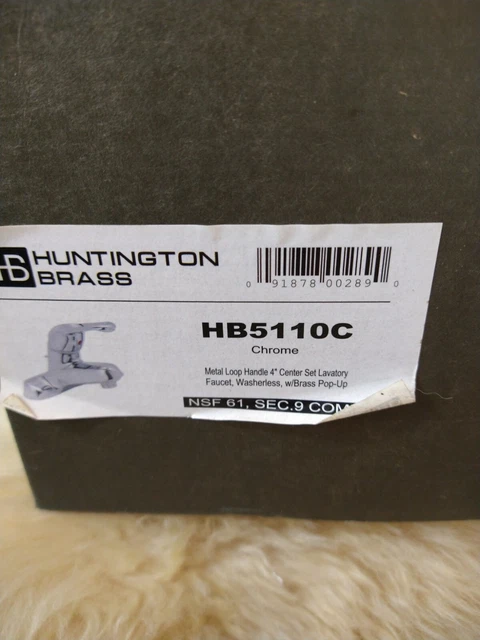 HB HUNTINGTON
BRASS
0 91878 00289 0
HB5110C
Chrome
Metal Loop Handle 4" Center Set Lavatory
Faucet, Washerless, w/Brass Pop-Up
NSF 61, SEC.9 COM